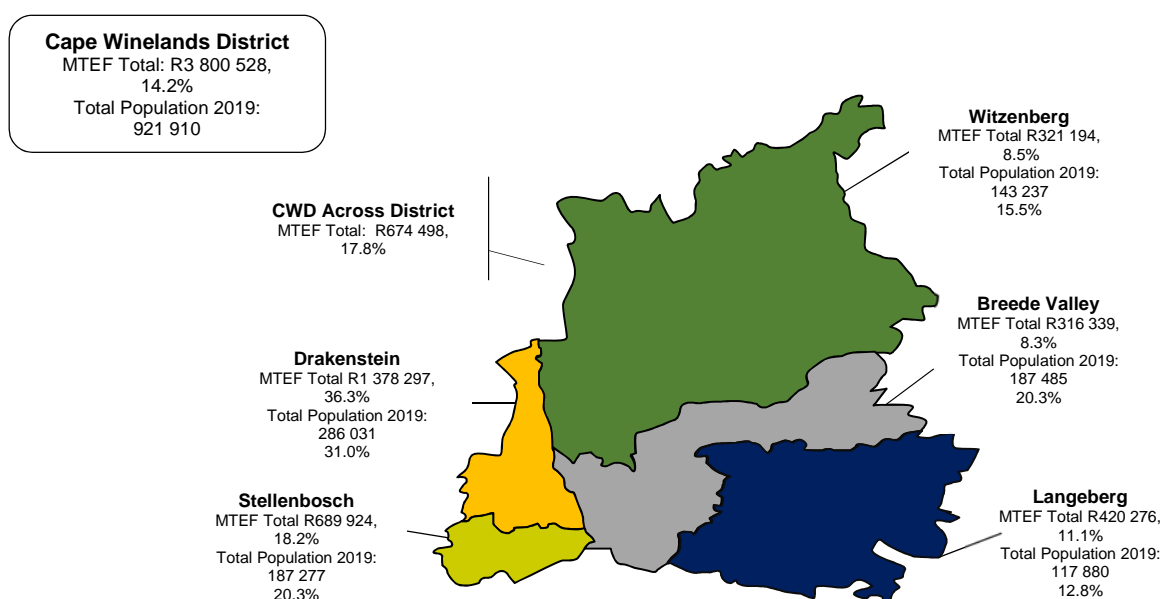 Cape Winelands District
MTEF Total: R3 800 528,
14.2%
Total Population 2019:
921 910
Witzenberg
MTEF Total R321 194,
8.5%
Total Population 2019:
143 237
15.5%
CWD Across District
MTEF Total:  R674 498,
17.8%
Breede Valley
MTEF Total R316 339,
8.3%
Total Population 2019:
187 485
20.3%
Drakenstein
MTEF Total R1 378 297,
36.3%
Total Population 2019:
286 031
31.0%
Stellenbosch
MTEF Total R689 924,
18.2%
Total Population 2019:
187 277
20.3%
Langeberg
MTEF Total R420 276,
11.1%
Total Population 2019:
117 880
12.8%